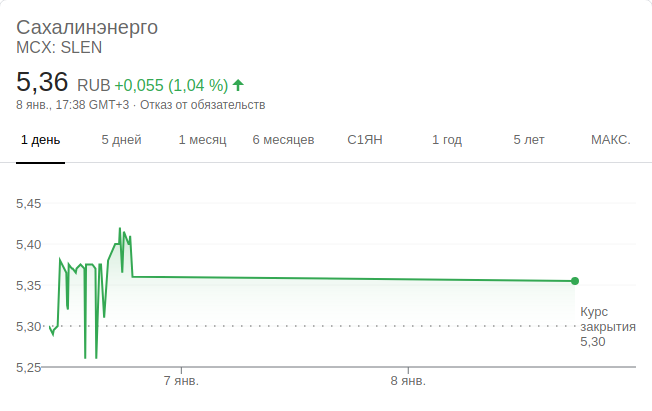 Сахалинэнерго
MCX: SLEN
5,36 RUB +0,055 (1,04 %)
8 янв., 17:38 GMT+3 · Отказ от обязательств
1 день 5 дней 1 месяц 6 месяцев С1ЯН 1 год 5 лет МАКС.
5,45
5,40
5,35
5,30
5,25
Курс
закрытия
5,30
7 янв. 8 янв.